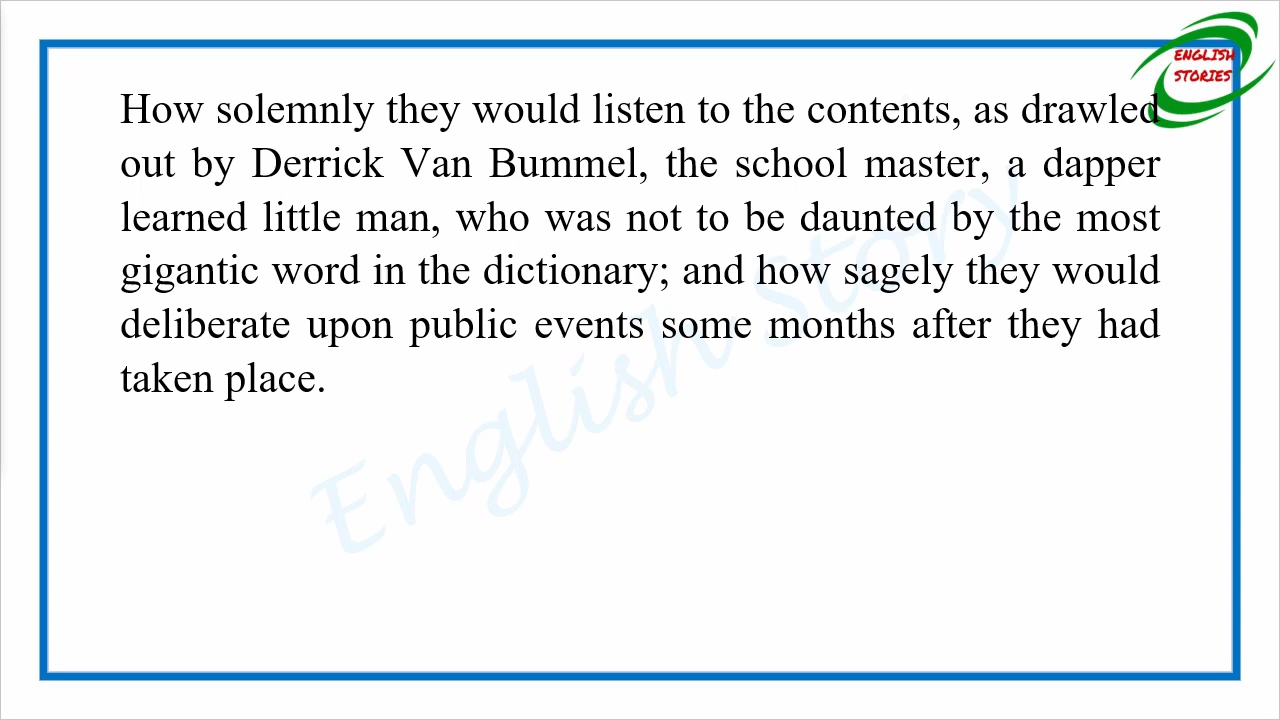 ENGLISH
STORIES
How solemnly they would listen to the contents, as drawled
out by Derrick Van Bummel, the school master, a dapper
learned little man, who was not to be daunted by the most
gigantic word in the dictionary; and how sagely they would
deliberate upon public events some months after they had
taken place.
English Story